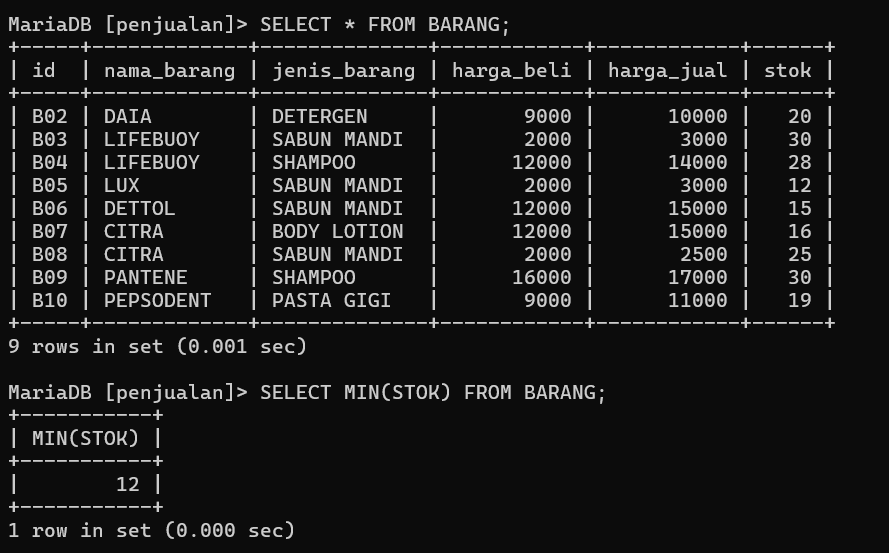 MariaDB [penjualan]> SELECT * FROM BARANG;
+-----+-------------+--------------+------------+------------+------+
| id  | nama_barang | jenis_barang | harga_beli | harga_jual | stok |
+-----+-------------+--------------+------------+------------+------+
| B02 | DAIA        | DETERGEN     |       9000 |      10000 |   20 |
| B03 | LIFEBUOY    | SABUN MANDI  |       2000 |       3000 |   30 |
| B04 | LIFEBUOY    | SHAMPOO      |      12000 |      14000 |   28 |
| B05 | LUX         | SABUN MANDI  |       2000 |       3000 |   12 |
| B06 | DETTOL      | SABUN MANDI  |      12000 |      15000 |   15 |
| B07 | CITRA       | BODY LOTION  |      12000 |      15000 |   16 |
| B08 | CITRA       | SABUN MANDI  |       2000 |       2500 |   25 |
| B09 | PANTENE     | SHAMPOO      |      16000 |      17000 |   30 |
| B10 | PEPSODENT   | PASTA GIGI   |       9000 |      11000 |   19 |
+-----+-------------+--------------+------------+------------+------+
9 rows in set (0.001 sec)
MariaDB [penjualan]> SELECT MIN(STOK) FROM BARANG;
+-----------+
| MIN(STOK) |
+-----------+
|        12 |
+-----------+
1 row in set (0.000 sec)